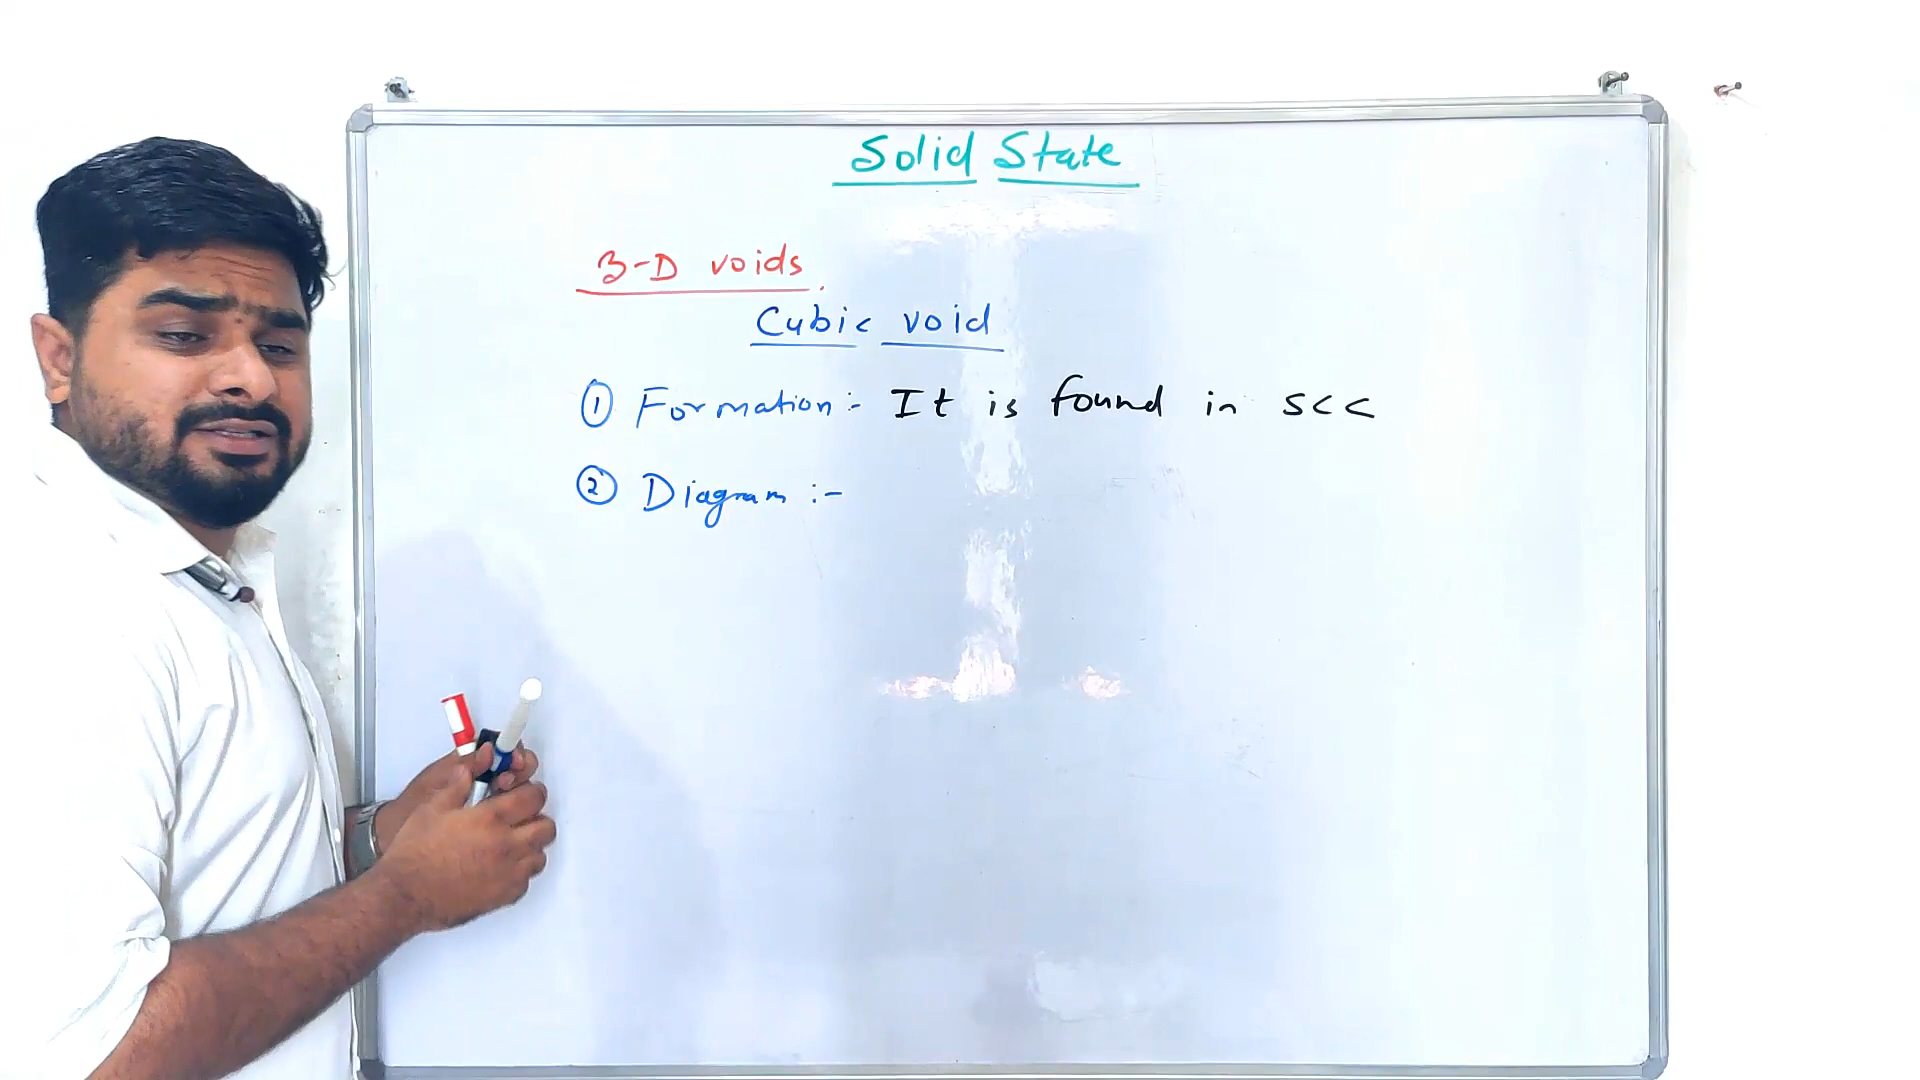 Solid State
3-D voids.
Cubic void
① Formation :- It is found in SCC
② Diagram :-